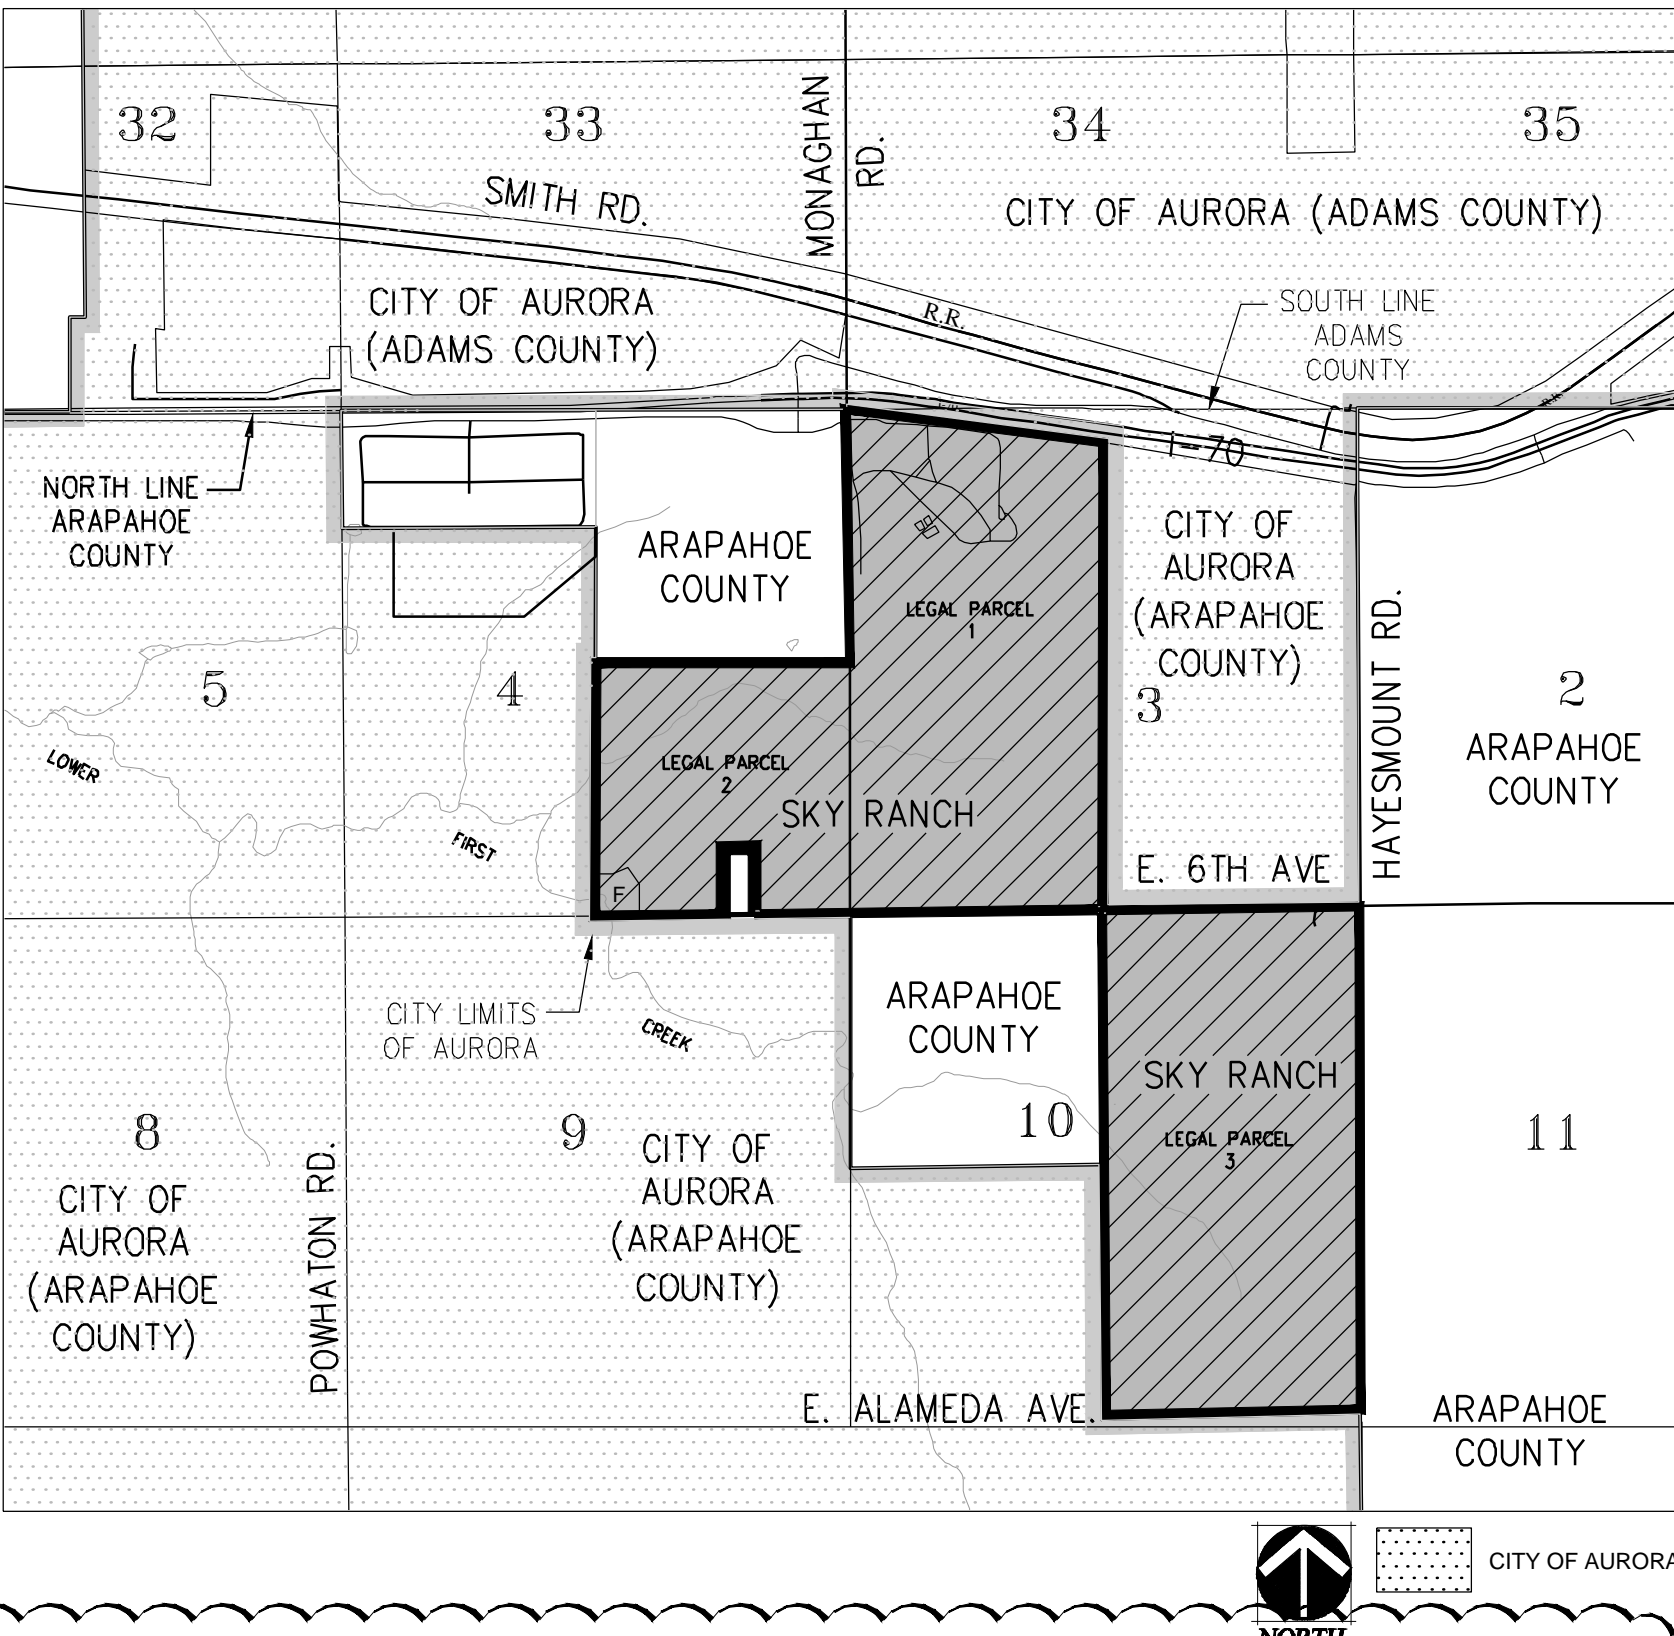 32
33
34
35
MONAGHAN
RD.
SMITH RD.
CITY OF AURORA (ADAMS COUNTY)
CITY OF AURORA
(ADAMS COUNTY)
R.R.
SOUTH LINE
ADAMS
COUNTY
R.R.
I-70
NORTH LINE
ARAPAHOE
COUNTY
ARAPAHOE
COUNTY
LEGAL PARCEL
1
CITY OF
AURORA
(ARAPAHOE
COUNTY)
HAYESMOUNT RD.
5
4
3
2
ARAPAHOE
COUNTY
LOWER
LEGAL PARCEL
2
SKY RANCH
FIRST
F
E. 6TH AVE
CITY LIMITS
OF AURORA
CREEK
ARAPAHOE
COUNTY
SKY RANCH
LEGAL PARCEL
3
8
9
10
11
CITY OF
AURORA
(ARAPAHOE
COUNTY)
POWHATON RD.
CITY OF
AURORA
(ARAPAHOE
COUNTY)
E. ALAMEDA AVE.
ARAPAHOE
COUNTY
CITY OF AURORA
NORTH